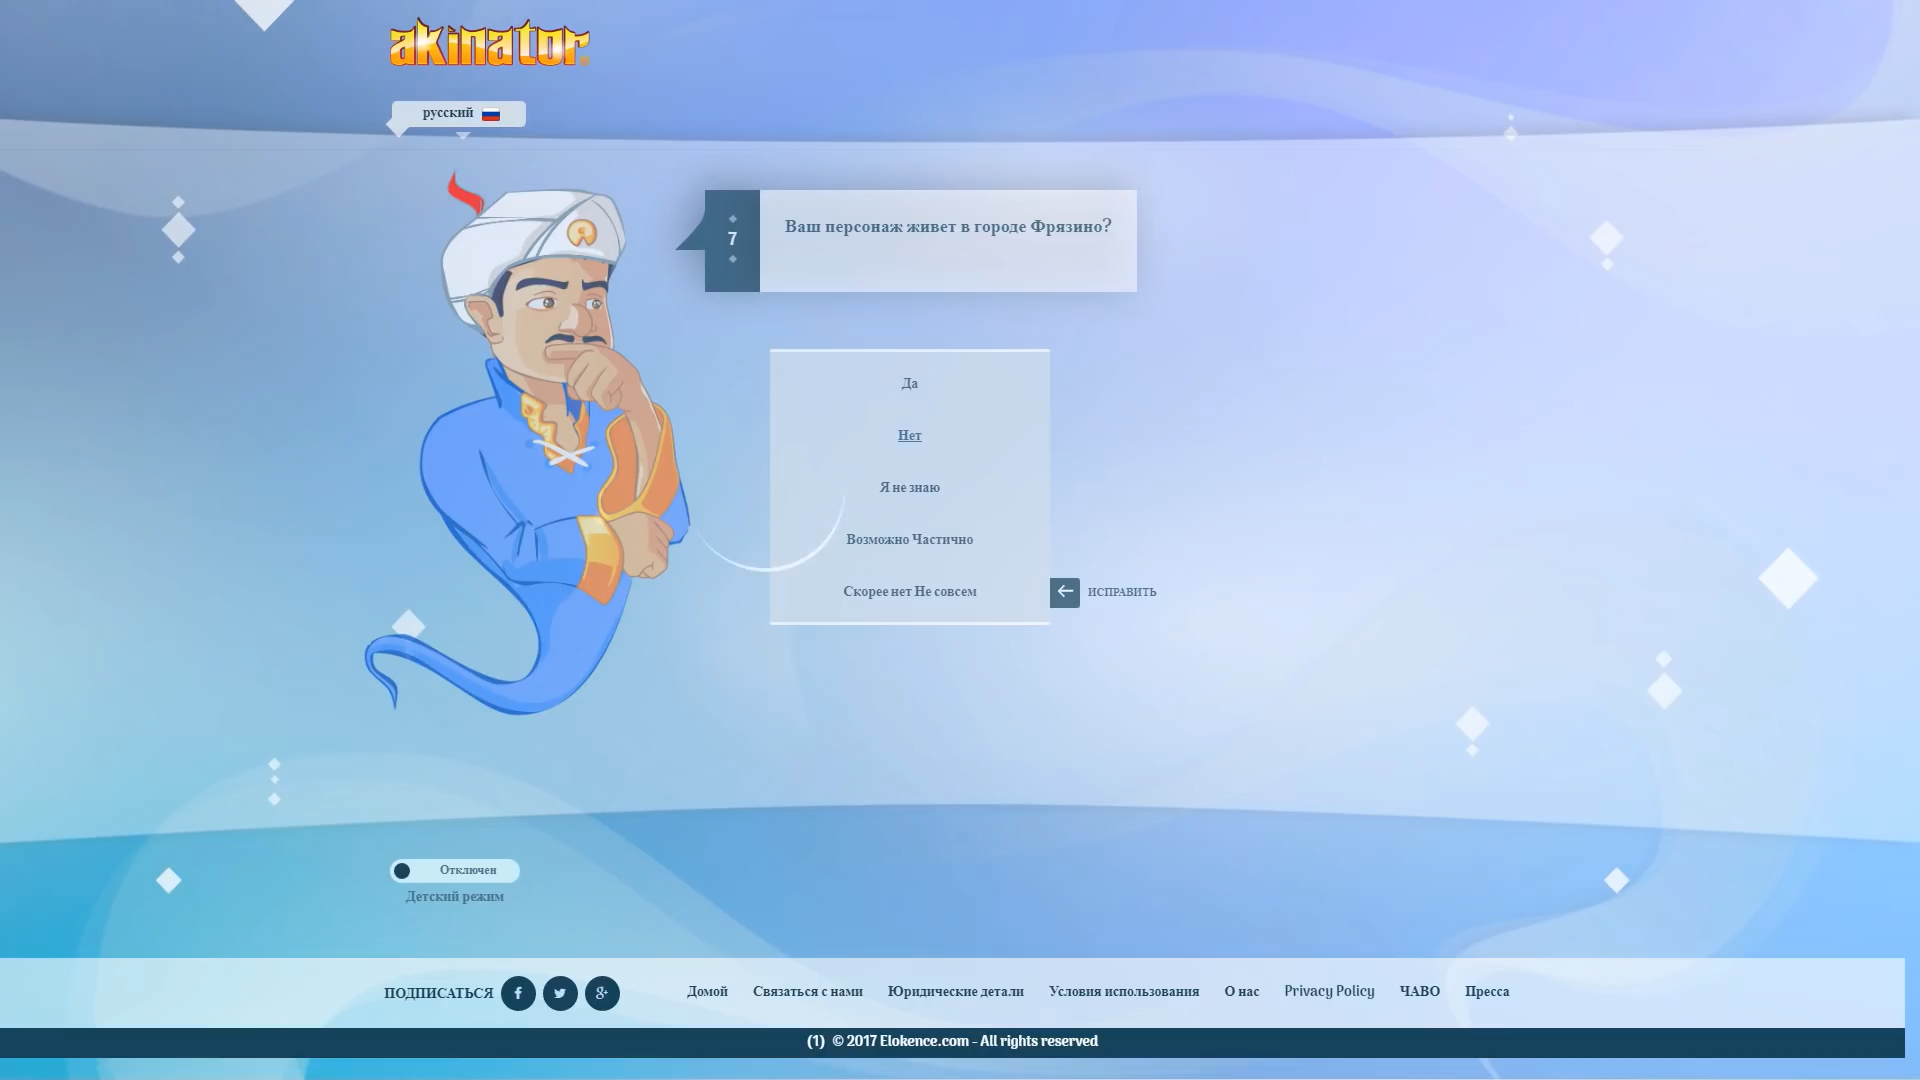 akinator
русский
7
Ваш персонаж живет в городе Фрязино?
Да
Нет
Я не знаю
Возможно Частично
Скорее нет Не совсем
ИСПРАВИТЬ
Отключен
Детский режим
ПОДПИСАТЬСЯ
Домой Связаться с нами Юридические детали Условия использования О нас Privacy Policy ЧАВО Пресса
(1) © 2017 Elokence.com - All rights reserved